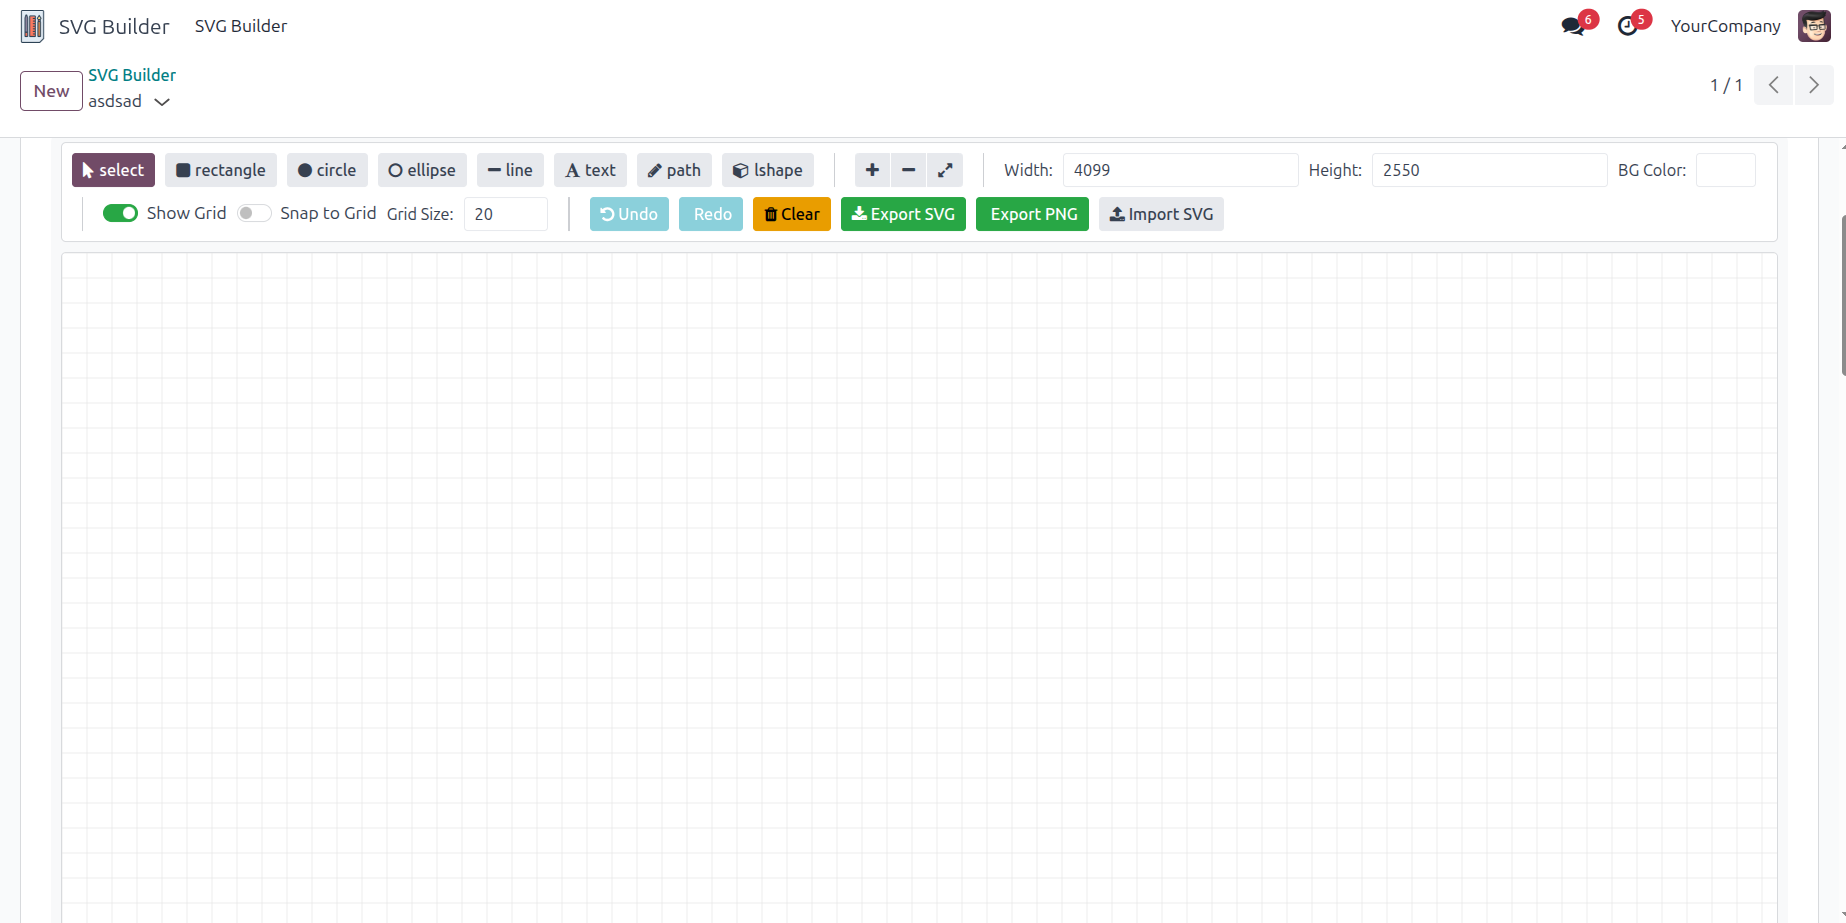 SVG Builder SVG Builder 6 5 YourCompany
New SVG Builder
asdsad
1 / 1
select rectangle circle ellipse line text path lshape Width: 4099 Height: 2550 BG Color:
Show Grid Snap to Grid Grid Size: 20 Undo Redo Clear Export SVG Export PNG Import SVG